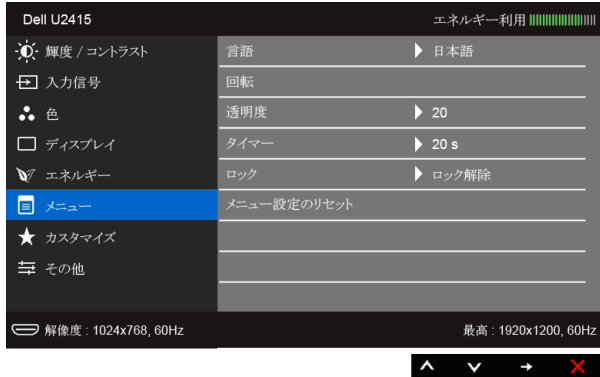 Dell U2415 エネルギー利用
輝度 / コントラスト 言語 日本語
入力信号 回転
色 透明度 20
ディスプレイ タイマー 20 s
エネルギー ロック ロック解除
メニュー メニュー設定のリセット
カスタマイズ
その他
解像度 : 1024x768, 60Hz 最高 : 1920x1200, 60Hz